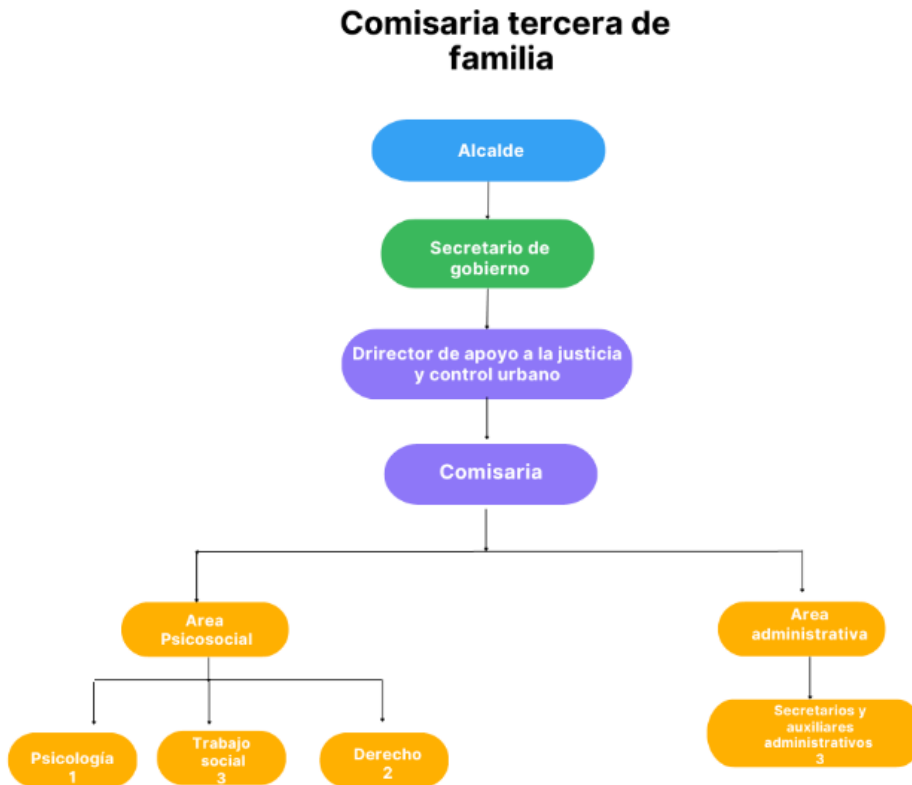 Comisaria tercera de
familia
Alcalde
Secretario de
gobierno
Drirector de apoyo a la justicia
y control urbano
Comisaria
Area
Psicosocial
Area
administrativa
Psicología
1
Trabajo
social
3
Derecho
2
Secretarios y
auxiliares
administrativos
3